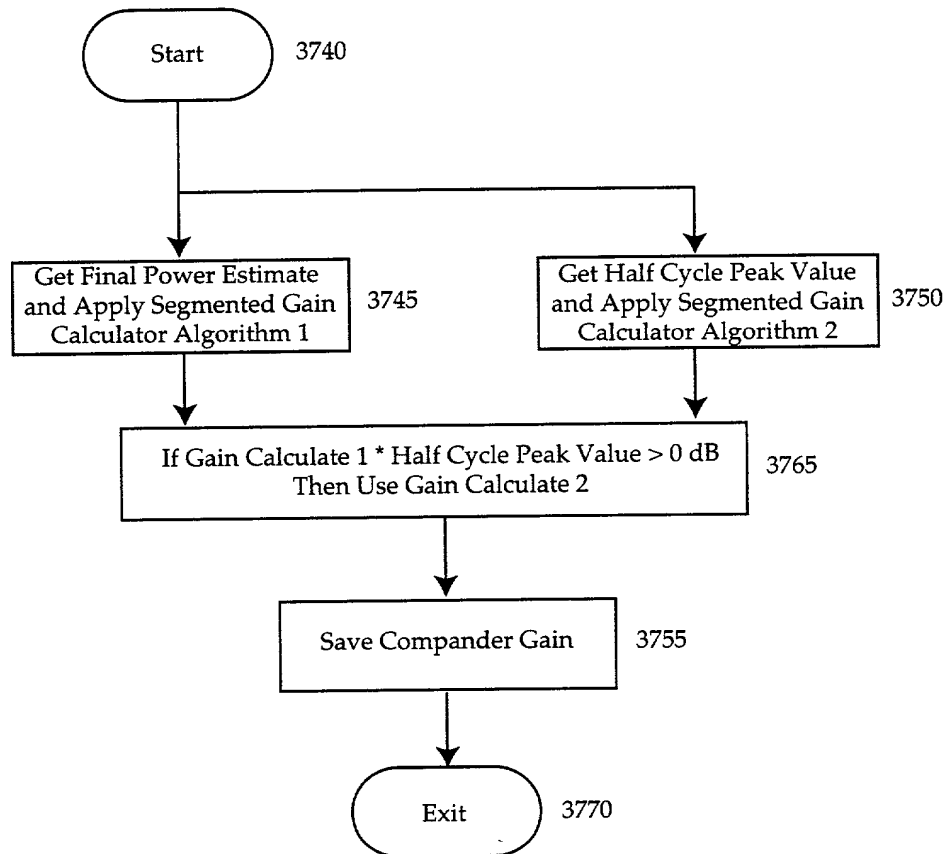 Start
3740
Get Final Power Estimate
and Apply Segmented Gain
Calculator Algorithm 1
3745
Get Half Cycle Peak Value
and Apply Segmented Gain
Calculator Algorithm 2
3750
If Gain Calculate 1 * Half Cycle Peak Value > 0 dB
Then Use Gain Calculate 2
3765
Save Compander Gain
3755
Exit
3770